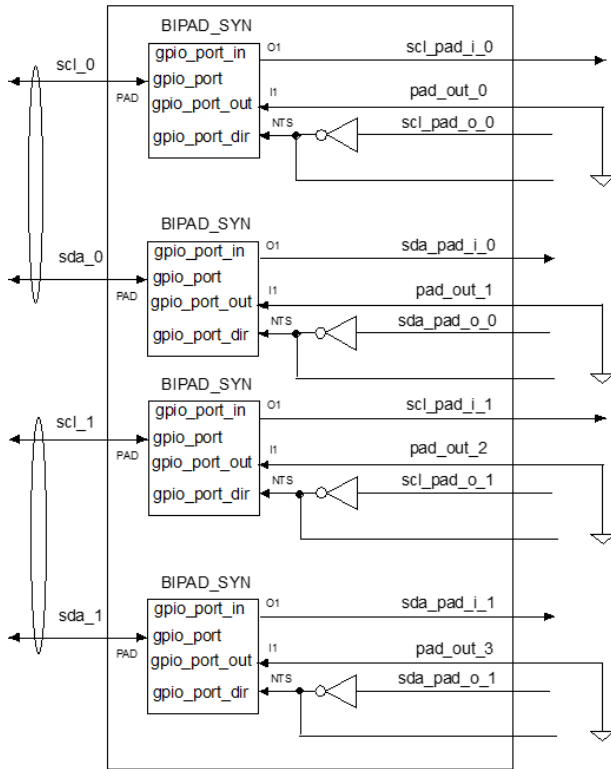 BIPAD_SYN
scl_0
gpio_port_in
O1
scl_pad_i_0
gpio_port
PAD
gpio_port_out
I1
pad_out_0
gpio_port_dir
NTS
scl_pad_o_0
BIPAD_SYN
sda_0
gpio_port_in
O1
sda_pad_i_0
gpio_port
PAD
gpio_port_out
I1
pad_out_1
gpio_port_dir
NTS
sda_pad_o_0
BIPAD_SYN
scl_1
gpio_port_in
O1
scl_pad_i_1
gpio_port
PAD
gpio_port_out
I1
pad_out_2
gpio_port_dir
NTS
scl_pad_o_1
BIPAD_SYN
sda_1
gpio_port_in
O1
sda_pad_i_1
gpio_port
PAD
gpio_port_out
I1
pad_out_3
gpio_port_dir
NTS
sda_pad_o_1